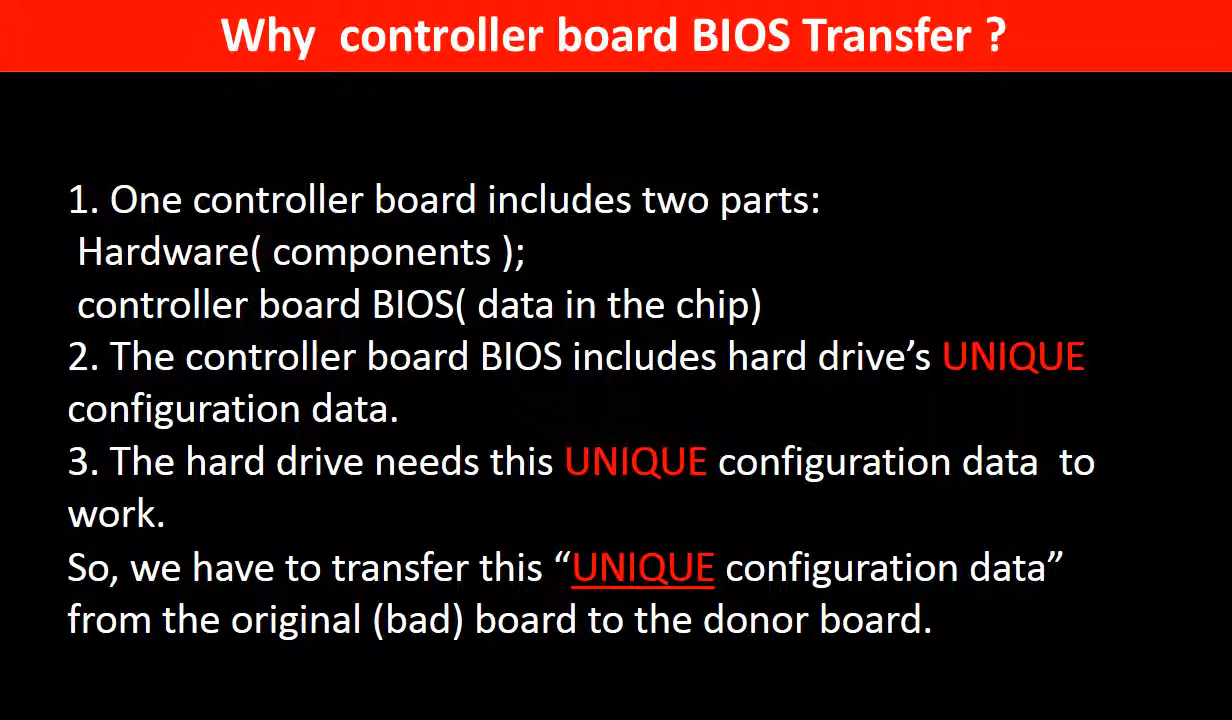 Why  controller board BIOS Transfer ?
1. One controller board includes two parts:
Hardware( components );
controller board BIOS( data in the chip)
2. The controller board BIOS includes hard drive’s UNIQUE
configuration data.
3. The hard drive needs this UNIQUE configuration data  to
work.
So, we have to transfer this “UNIQUE configuration data”
from the original (bad) board to the donor board.